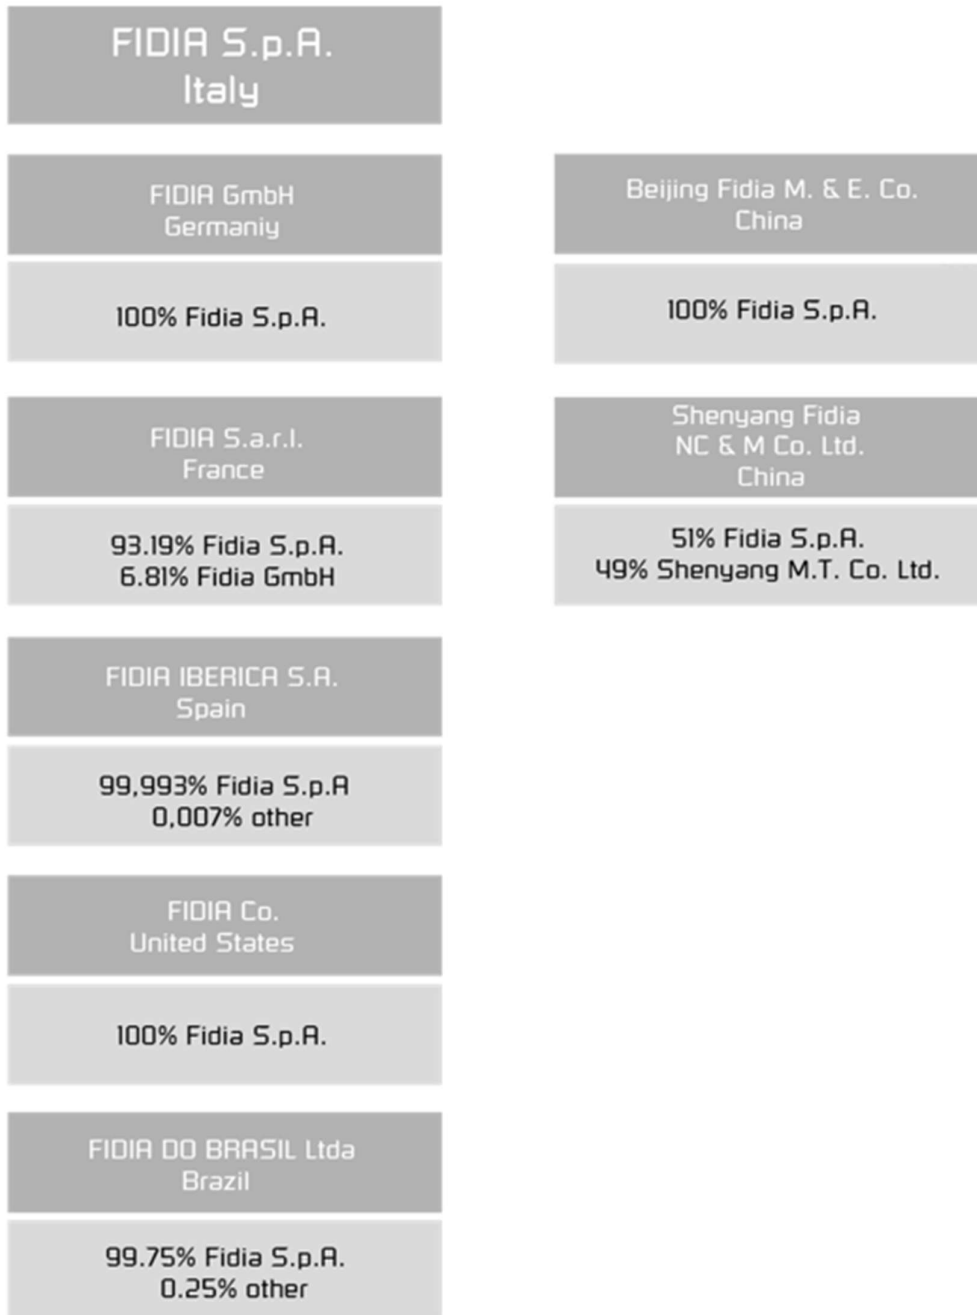 FIDIA S.p.A.
Italy
FIDIA GmbH
Germaniy
100% Fidia S.p.A.
FIDIA S.a.r.l.
France
93.19% Fidia S.p.A.
6.81% Fidia GmbH
FIDIA IBERICA S.A.
Spain
99,993% Fidia S.p.A
0,007% other
FIDIA Co.
United States
100% Fidia S.p.A.
FIDIA DO BRASIL Ltda
Brazil
99.75% Fidia S.p.A.
0.25% other
Beijing Fidia M. & E. Co.
China
100% Fidia S.p.A.
Shenyang Fidia
NC & M Co. Ltd.
China
51% Fidia S.p.A.
49% Shenyang M.T. Co. Ltd.